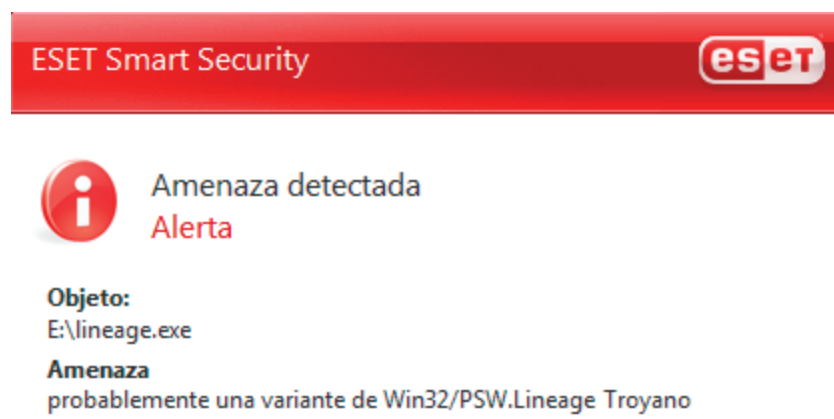 ESET Smart Security
eseT
Amenaza detectada
Alerta
Objeto:
E:\lineage.exe
Amenaza
probablemente una variante de Win32/PSW.Lineage Troyano